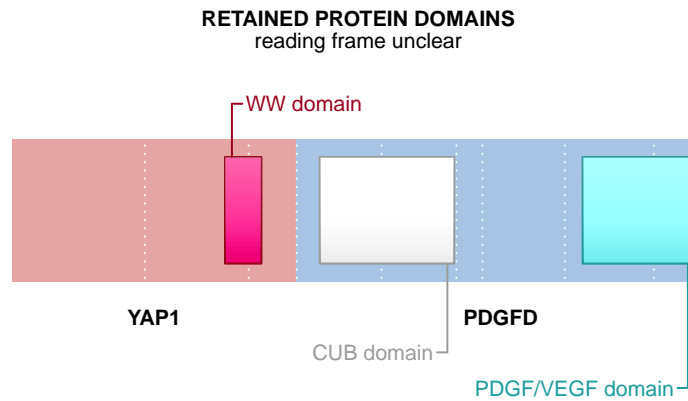 RETAINED PROTEIN DOMAINS
reading frame unclear
WW domain
YAP1
PDGFD
CUB domain
PDGF/VEGF domain